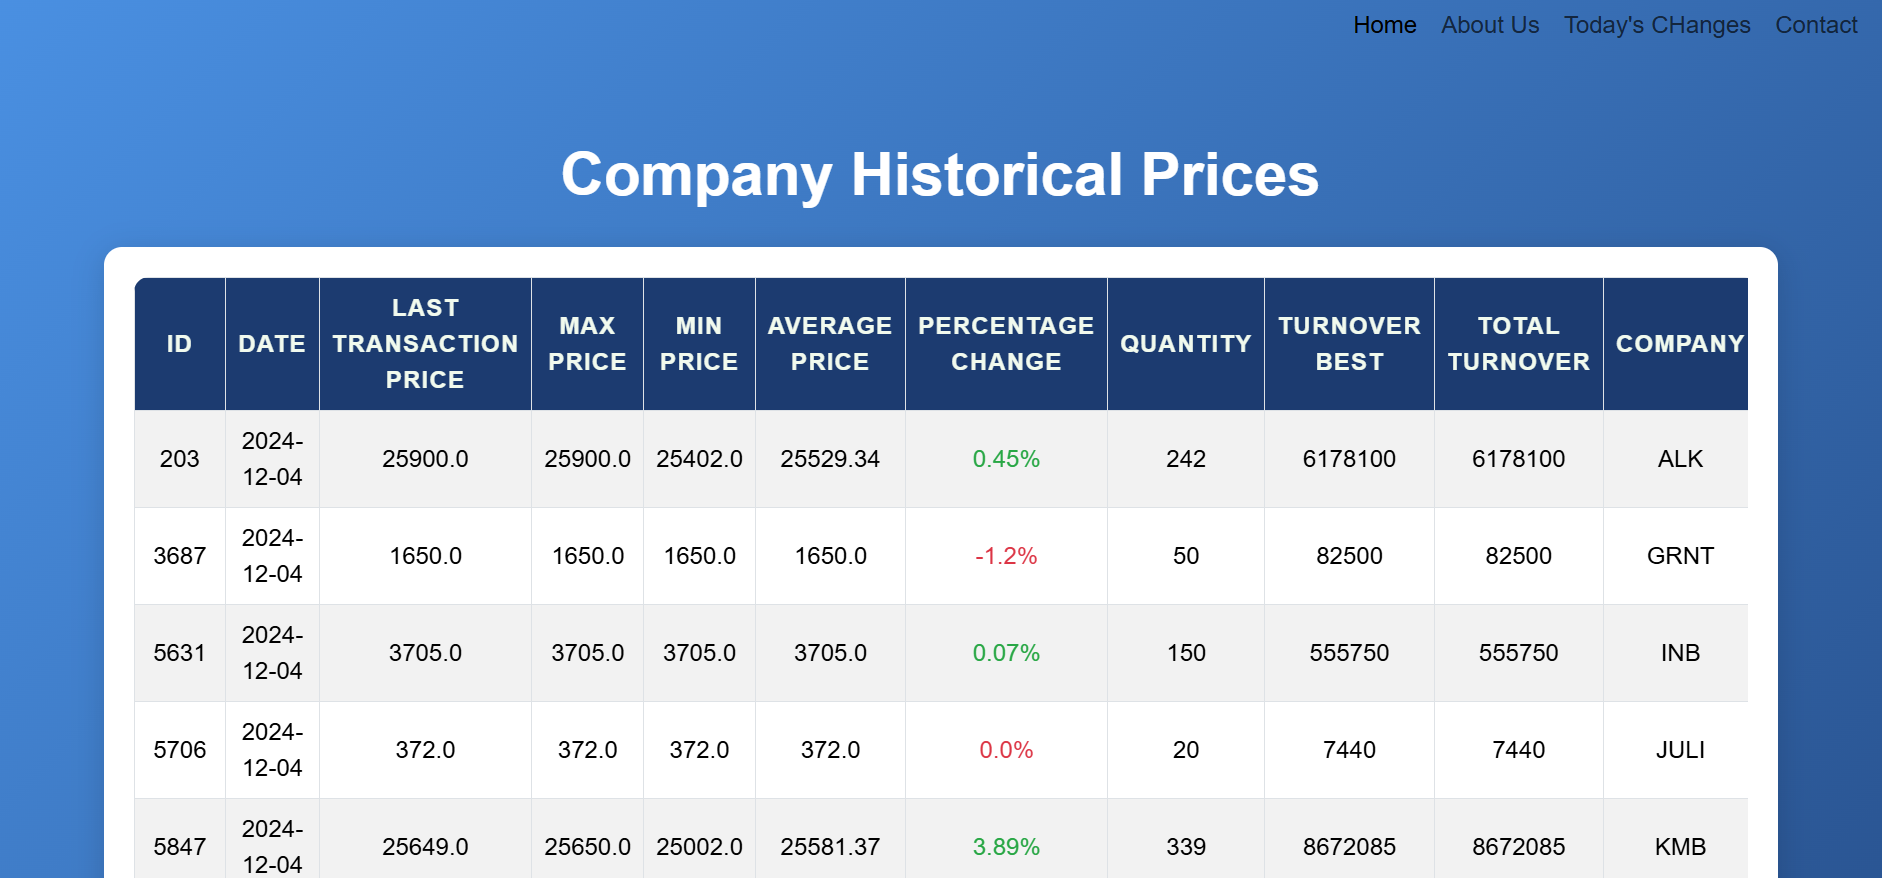 Home About Us Today's CHanges Contact
Company Historical Prices
ID DATE LAST TRANSACTION PRICE MAX PRICE MIN PRICE AVERAGE PRICE PERCENTAGE CHANGE QUANTITY TURNOVER BEST TOTAL TURNOVER COMPANY
203 2024-12-04 25900.0 25900.0 25402.0 25529.34 0.45% 242 6178100 6178100 ALK
3687 2024-12-04 1650.0 1650.0 1650.0 1650.0 -1.2% 50 82500 82500 GRNT
5631 2024-12-04 3705.0 3705.0 3705.0 3705.0 0.07% 150 555750 555750 INB
5706 2024-12-04 372.0 372.0 372.0 372.0 0.0% 20 7440 7440 JULI
5847 2024-12-04 25649.0 25650.0 25002.0 25581.37 3.89% 339 8672085 8672085 KMB